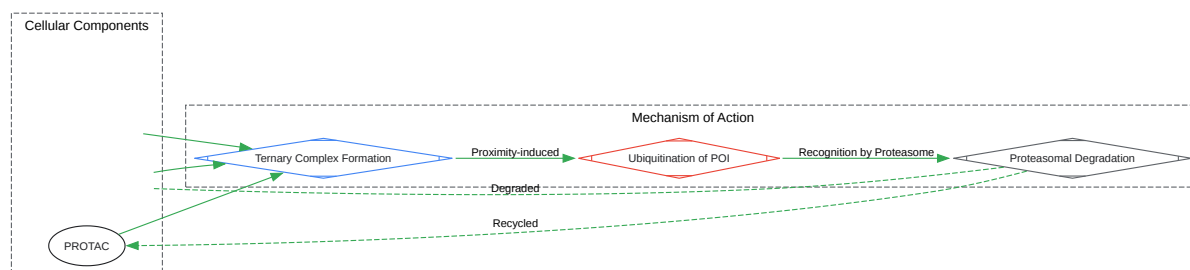 Cellular Components
Mechanism of Action
Ternary Complex Formation
Proximity-induced
Ubiquitination of POI
Recognition by Proteasome
Proteasomal Degradation
Degraded
Recycled
PROTAC